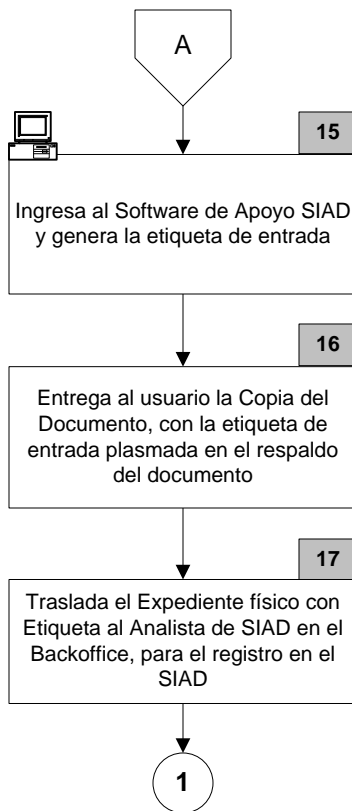 A
15
Ingresa al Software de Apoyo SIAD
y genera la etiqueta de entrada
16
Entrega al usuario la Copia del
Documento, con la etiqueta de
entrada plasmada en el respaldo
del documento
17
Traslada el Expediente físico con
Etiqueta al Analista de SIAD en el
Backoffice, para el registro en el
SIAD
1